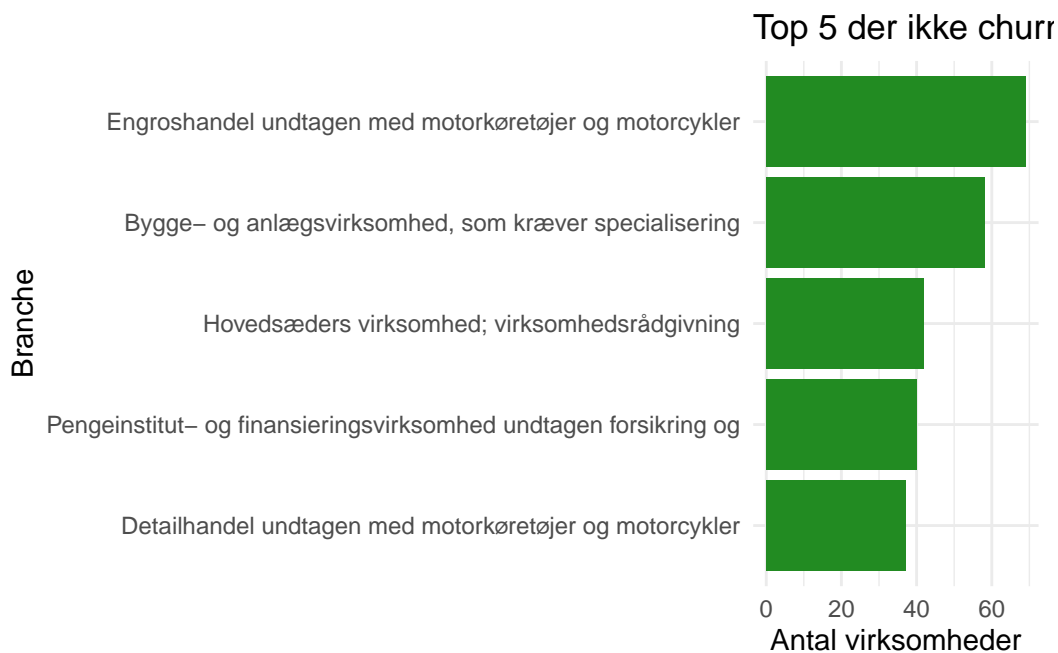 Top 5 der ikke churn
Engroshandel undtagen med motorkøretøjer og motorcykler
Bygge− og anlægsvirksomhed, som kræver specialisering
Hovedsæders virksomhed; virksomhedsrådgivning
Pengeinstitut− og finansieringsvirksomhed undtagen forsikring og
Detailhandel undtagen med motorkøretøjer og motorcykler
Branche
0 20 40 60
Antal virksomheder